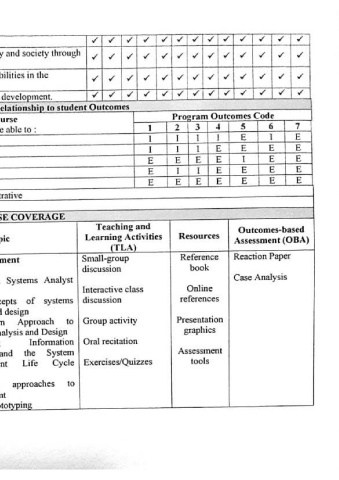 ✓ ✓ ✓ ✓ ✓ ✓ ✓ ✓ ✓ ✓ ✓ ✓
y and society through ✓ ✓ ✓ ✓ ✓ ✓ ✓ ✓ ✓ ✓ ✓ ✓
bilities in the ✓ ✓ ✓ ✓ ✓ ✓ ✓ ✓ ✓ ✓ ✓ ✓
development. ✓ ✓ ✓ ✓ ✓ ✓ ✓ ✓ ✓ ✓ ✓ ✓
elationship to student Outcomes
urse
e able to :
Program Outcomes Code
1 2 3 4 5 6 7
I I I I E I E
I I I E E E E
E E E E I E E
E I I E E E E
E E E E E E E
rative
SE COVERAGE
pic
Teaching and
Learning Activities
(TLA)
Resources
Outcomes-based
Assessment (OBA)
ment
Systems Analyst
cepts of systems
d design
m Approach to
nalysis and Design
Information
and the System
nt Life Cycle
approaches to
nt
totyping
Small-group
discussion
Interactive class
discussion
Group activity
Oral recitation
Exercises/Quizzes
Reference
book
Online
references
Presentation
graphics
Assessment
tools
Reaction Paper
Case Analysis